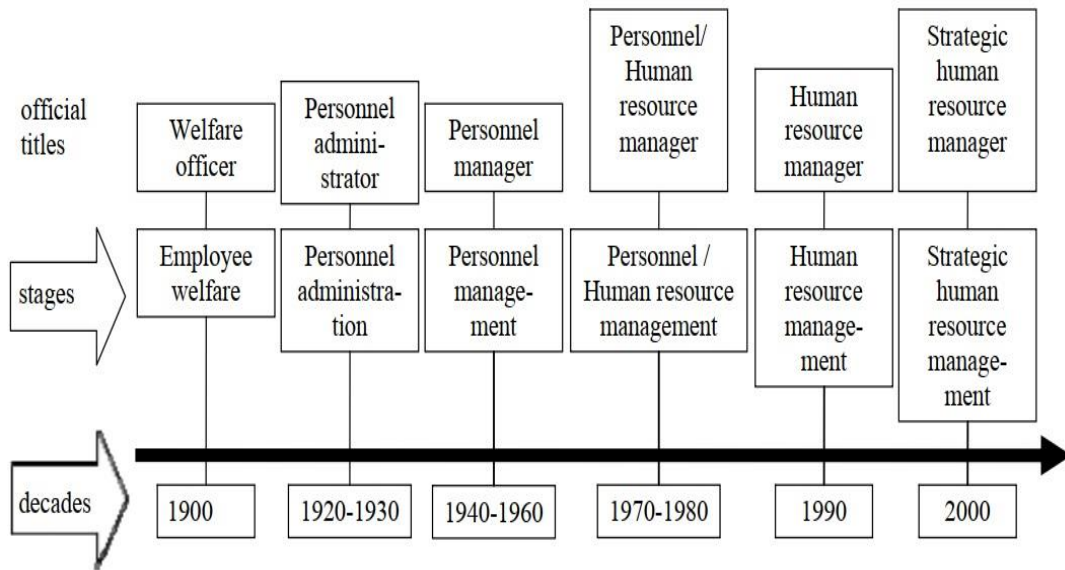 official
titles
Welfare
officer
Personnel
admini-
strator
Personnel
manager
Personnel/
Human
resource
manager
Human
resource
manager
Strategic
human
resource
manager
stages
Employee
welfare
Personnel
administra-
tion
Personnel
manage-
ment
Personnel /
Human resource
management
Human
resource
manage-
ment
Strategic
human
resource
manage-
ment
decades
1900
1920-1930
1940-1960
1970-1980
1990
2000